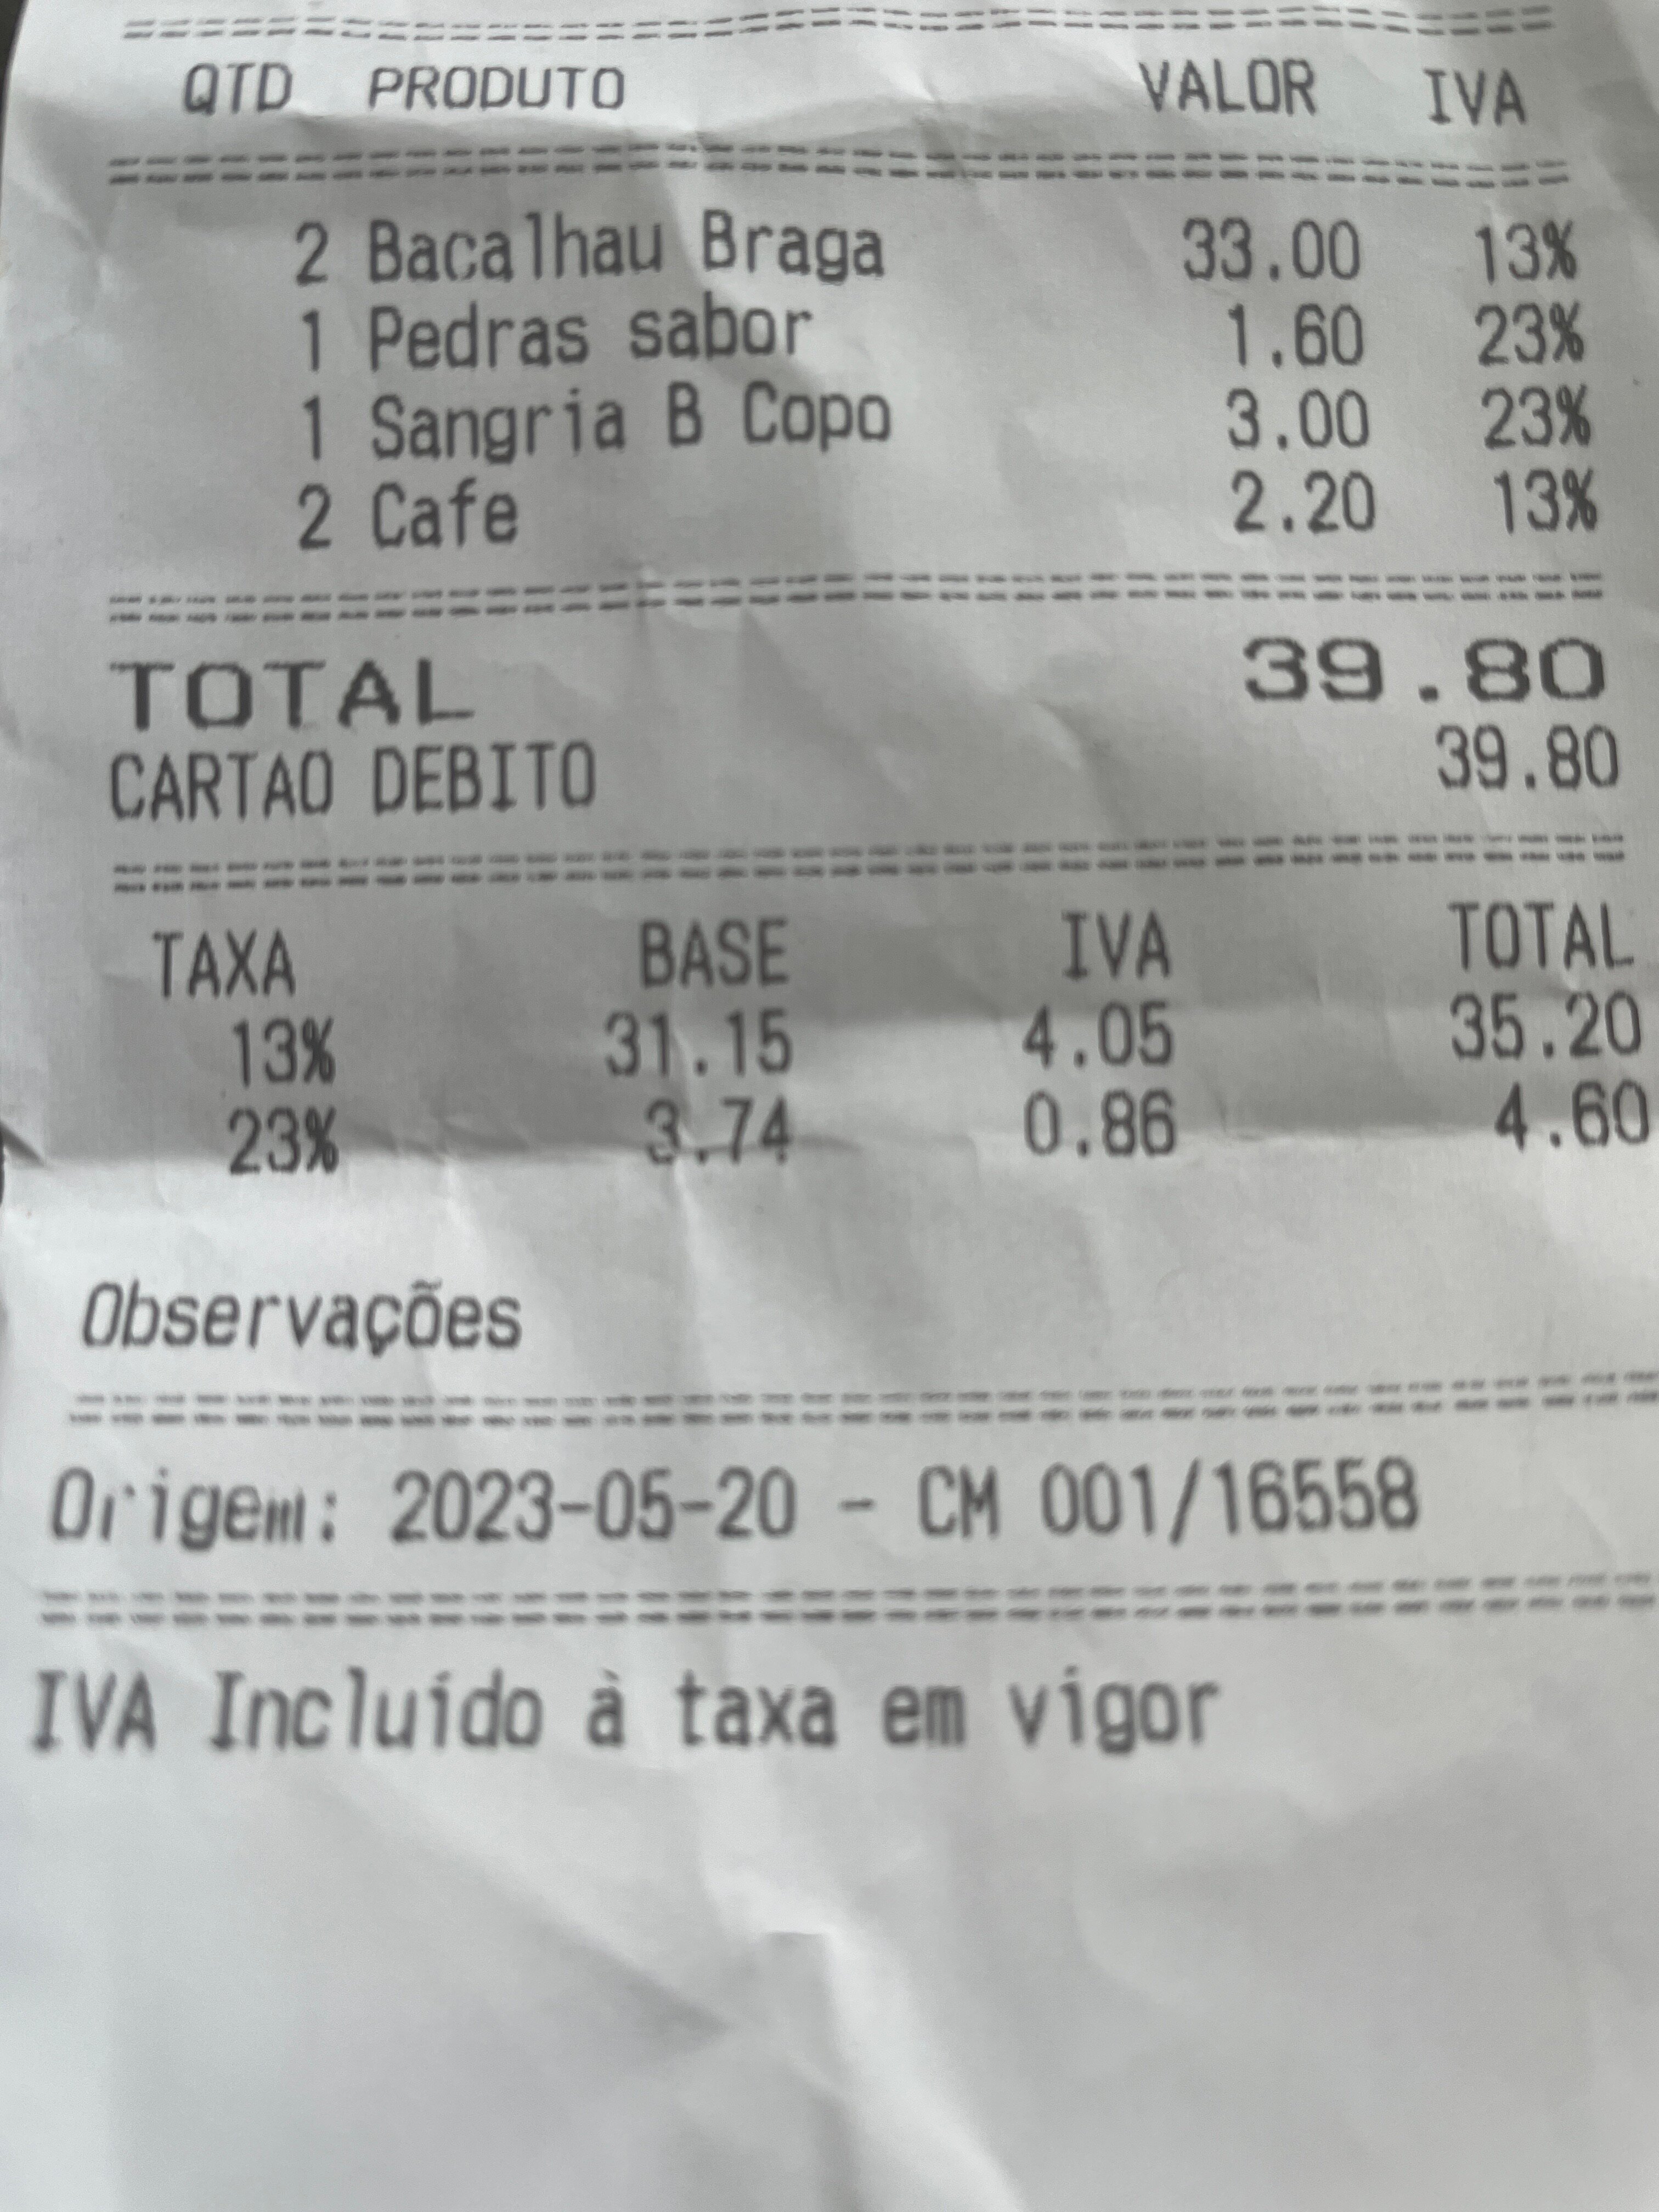 QTD PRODUTO VALOR IVA
2 Bacalhau Braga 33.00 13%
1 Pedras sabor 1.60 23%
1 Sangria B Copo 3.00 23%
2 Cafe 2.20 13%
TOTAL 39.80
CARTAO DEBITO 39.80
TAXA BASE IVA TOTAL
13% 31.15 4.05 35.20
23% 3.74 0.86 4.60
Observações
Origem: 2023-05-20 - CM 001/16558
IVA Incluído à taxa em vigor